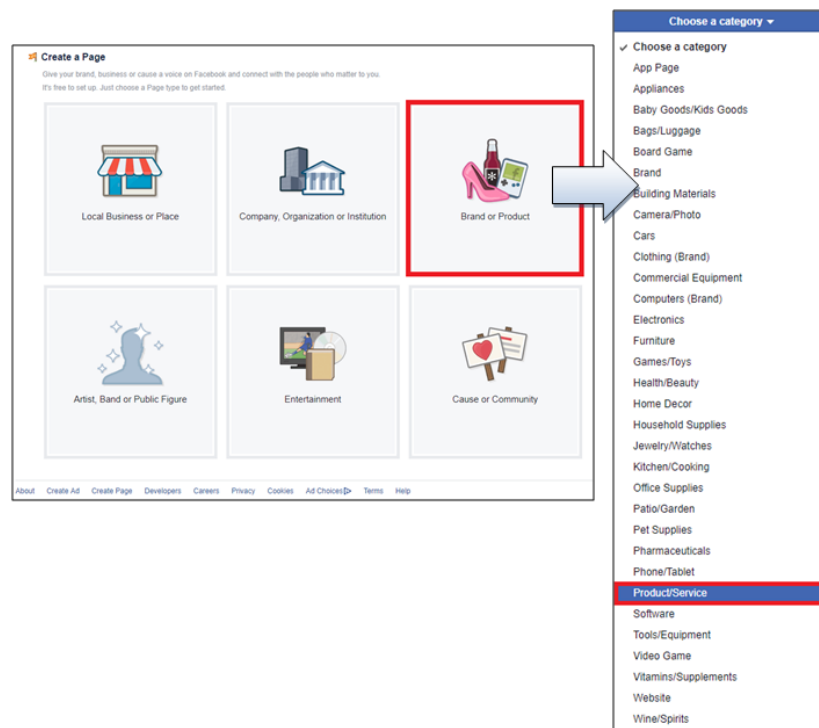 Create a Page
Give your brand, business or cause a voice on Facebook and connect with the people who matter to you.
It's free to set up. Just choose a Page type to get started.
Local Business or Place
Company, Organization or Institution
Brand or Product
Artist, Band or Public Figure
Entertainment
Cause or Community
About Create Ad Create Page Developers Careers Privacy Cookies Ad Choices Terms Help
Choose a category
Choose a category
App Page
Appliances
Baby Goods/Kids Goods
Bags/Luggage
Board Game
Brand
Building Materials
Camera/Photo
Cars
Clothing (Brand)
Commercial Equipment
Computers (Brand)
Electronics
Furniture
Games/Toys
Health/Beauty
Home Decor
Household Supplies
Jewelry/Watches
Kitchen/Cooking
Office Supplies
Patio/Garden
Pet Supplies
Pharmaceuticals
Phone/Tablet
Product/Service
Software
Tools/Equipment
Video Game
Vitamins/Supplements
Website
Wine/Spirits